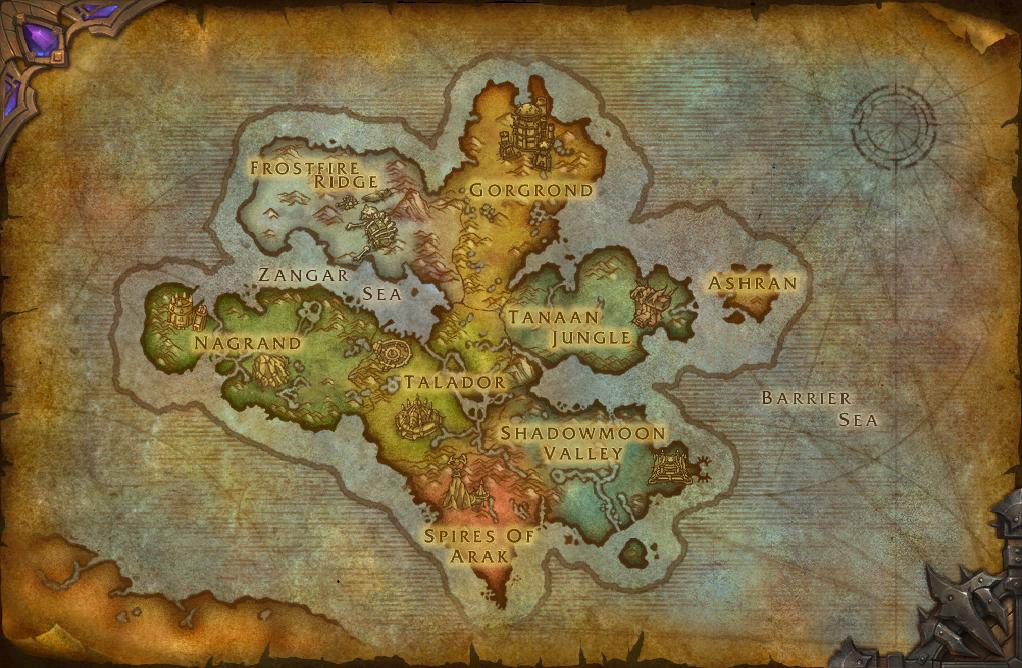 Frostfire
Ridge
Gorgrond
Zangar
Sea
Ashran
Nagrand
Tanaan
Jungle
Talador
Barrier
Sea
Shadowmoon
Valley
Spires Of
Arak